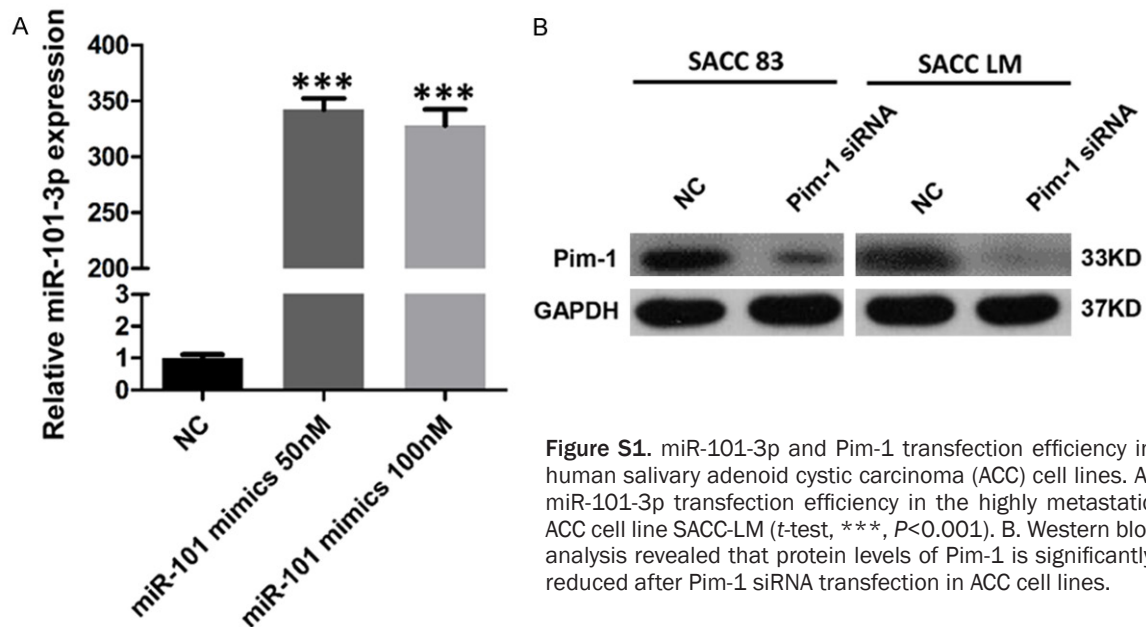 A
Relative miR-101-3p expression
400
350
300
250
200
3
2
1
0
***
***
NC
miR-101 mimics 50nM
miR-101 mimics 100nM
B
SACC 83
SACC LM
NC
Pim-1 siRNA
NC
Pim-1 siRNA
Pim-1
33KD
GAPDH
37KD
Figure S1. miR-101-3p and Pim-1 transfection efficiency in
human salivary adenoid cystic carcinoma (ACC) cell lines. A.
miR-101-3p transfection efficiency in the highly metastatic
ACC cell line SACC-LM (t-test, ***, P<0.001). B. Western blot
analysis revealed that protein levels of Pim-1 is significantly
reduced after Pim-1 siRNA transfection in ACC cell lines.